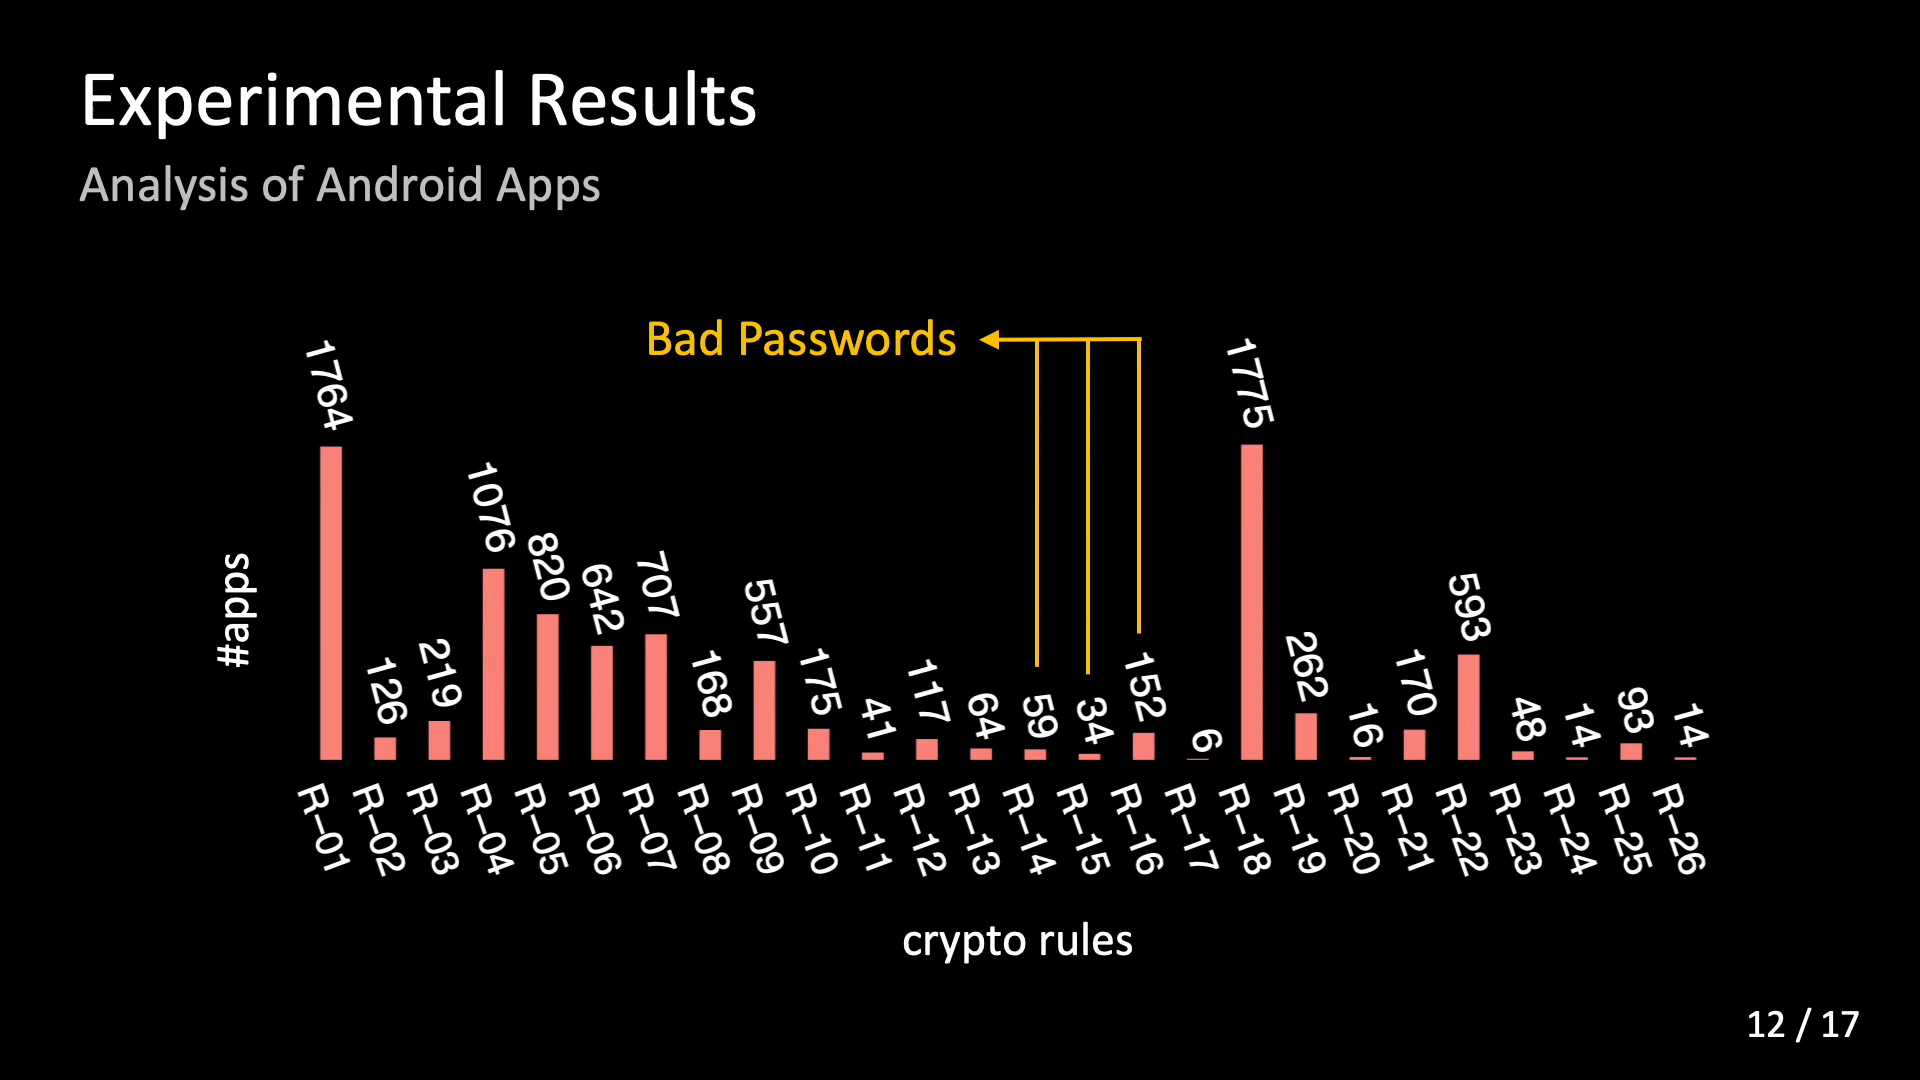 Experimental Results
Analysis of Android Apps
Bad Passwords
1764
126
219
1076
820
642
707
168
557
175
41
117
64
59
34
152
6
1775
262
16
170
593
48
14
93
14
#apps
R–01
R–02
R–03
R–04
R–05
R–06
R–07
R–08
R–09
R–10
R–11
R–12
R–13
R–14
R–15
R–16
R–17
R–18
R–19
R–20
R–21
R–22
R–23
R–24
R–25
R–26
crypto rules
12 / 17